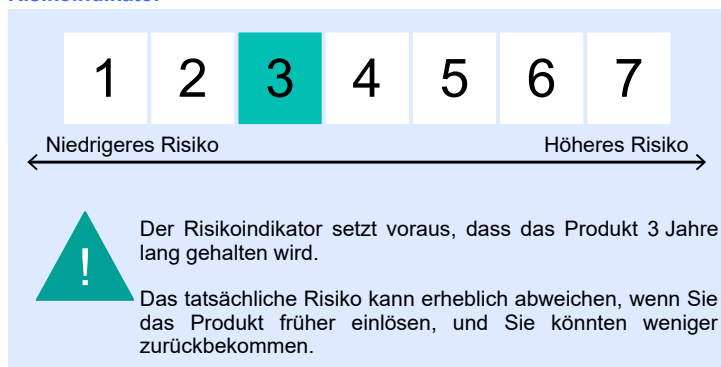 1 2 3 4 5 6 7
Niedrigeres Risiko Höheres Risiko
Der Risikoindikator setzt voraus, dass das Produkt 3 Jahre
lang gehalten wird.
!
Das tatsächliche Risiko kann erheblich abweichen, wenn Sie
das Produkt früher einlösen, und Sie könnten weniger
zurückbekommen.